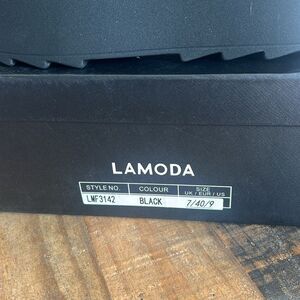 LAMODA
STYLE NO. COLOUR SIZE
UK / EUR / US
LMF3142 BLACK 7/40/9